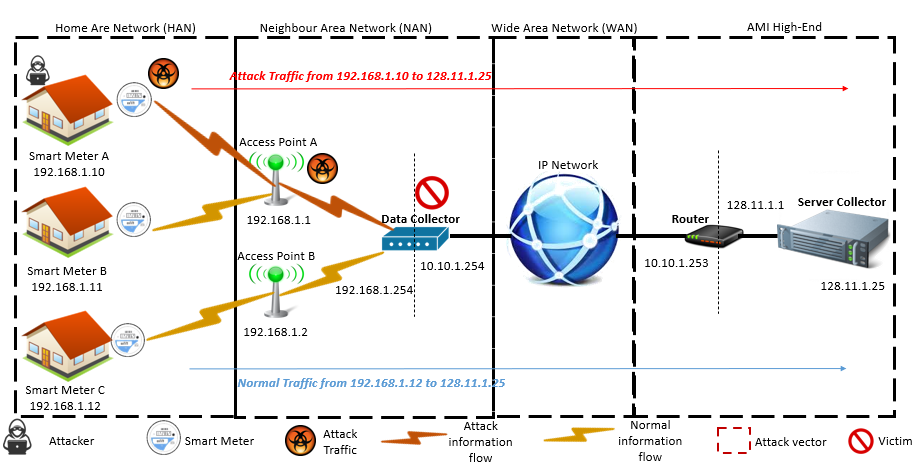 Home Are Network (HAN)
Neighbour Area Network (NAN)
Wide Area Network (WAN)
AMI High-End
Attack Traffic from 192.168.1.10 to 128.11.1.25
Smart Meter A
192.168.1.10
Access Point A
192.168.1.1
IP Network
Data Collector
Router
128.11.1.1
Server Collector
Smart Meter B
192.168.1.11
Access Point B
10.10.1.254
10.10.1.253
192.168.1.254
128.11.1.25
192.168.1.2
Smart Meter C
192.168.1.12
Normal Traffic from 192.168.1.12 to 128.11.1.25
Attacker
Smart Meter
Attack
Traffic
Attack
information
flow
Normal
information
flow
Attack vector
Victim